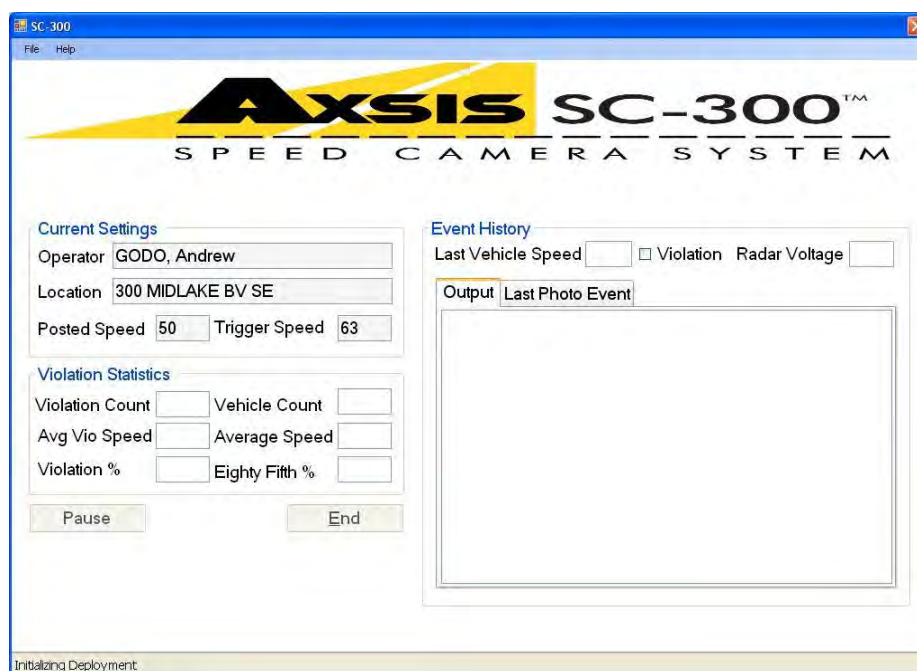 SC-300
File Help
AXSIS SC-300™
SPEED CAMERA SYSTEM
Current Settings
Operator GODO, Andrew
Location 300 MIDLAKE BV SE
Posted Speed 50 Trigger Speed 63
Violation Statistics
Violation Count Vehicle Count
Avg Vio Speed Average Speed
Violation % Eighty Fifth %
Pause End
Event History
Last Vehicle Speed Violation Radar Voltage
Output Last Photo Event
Initializing Deployment